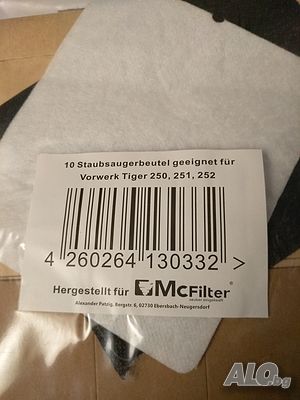 10 Staubsaugerbeutel geeignet für
Vorwerk Tiger 250, 251, 252
4 260264 130332 >
Hergestellt für McFilter®
Alexander Patzig, Borgstr. 6, 02730 Ebersbach-Neugersdorf
ALO.bg